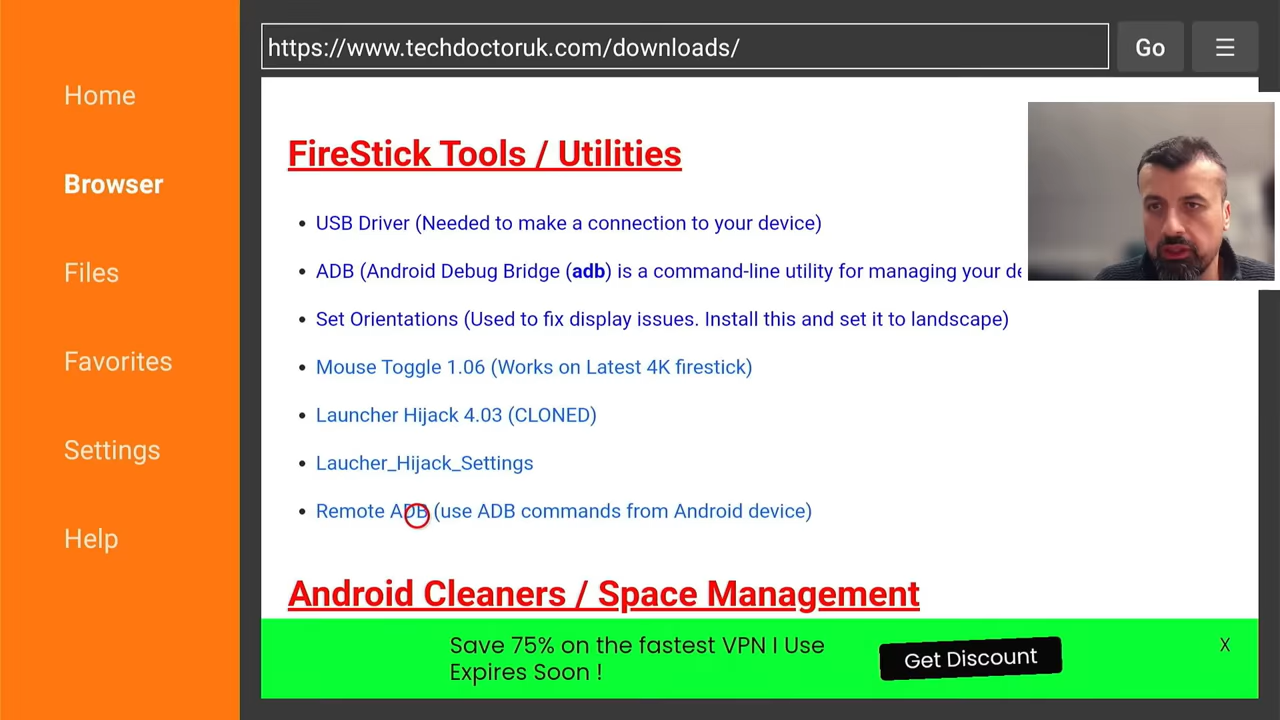 https://www.techdoctoruk.com/downloads/
Go
☰
Home
Browser
Files
Favorites
Settings
Help
FireStick Tools / Utilities
• USB Driver (Needed to make a connection to your device)
• ADB (Android Debug Bridge (adb) is a command-line utility for managing your de
• Set Orientations (Used to fix display issues. Install this and set it to landscape)
• Mouse Toggle 1.06 (Works on Latest 4K firestick)
• Launcher Hijack 4.03 (CLONED)
• Laucher_Hijack_Settings
• Remote ADB (use ADB commands from Android device)
Android Cleaners / Space Management
Save 75% on the fastest VPN I Use
Expires Soon !
Get Discount
X